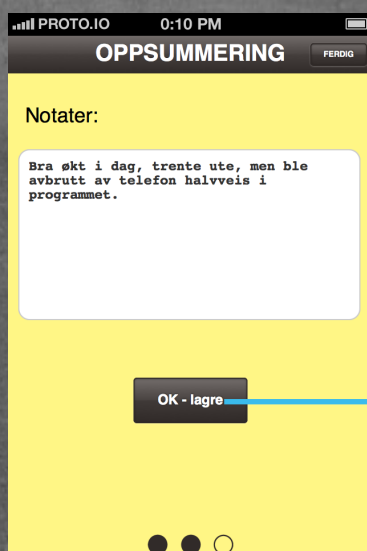 PROTO.IO 0:10 PM
OPPSUMMERING FERDIG
Notater:
Bra økt i dag, trente ute, men ble
avbrutt av telefon halvveis i
programmet.
OK - lagre